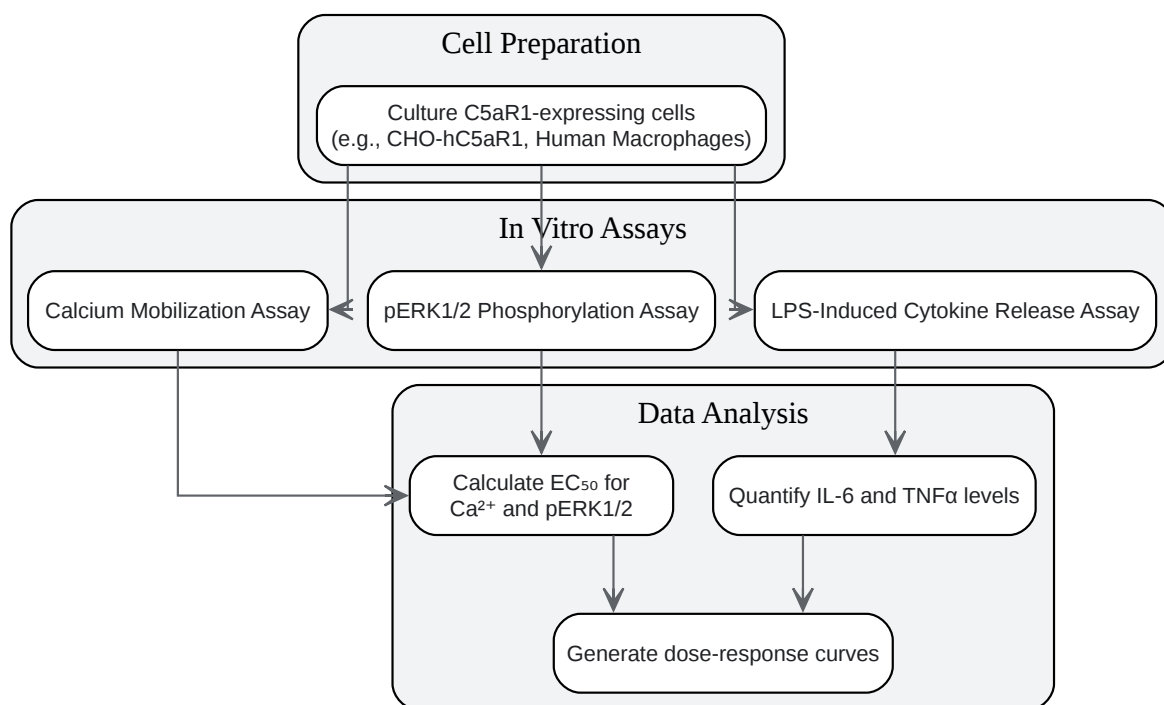 Cell Preparation
Culture C5aR1-expressing cells
(e.g., CHO-hC5aR1, Human Macrophages)
In Vitro Assays
Calcium Mobilization Assay
pERK1/2 Phosphorylation Assay
LPS-Induced Cytokine Release Assay
Data Analysis
Calculate EC₅₀ for
Ca²⁺ and pERK1/2
Quantify IL-6 and TNFα levels
Generate dose-response curves